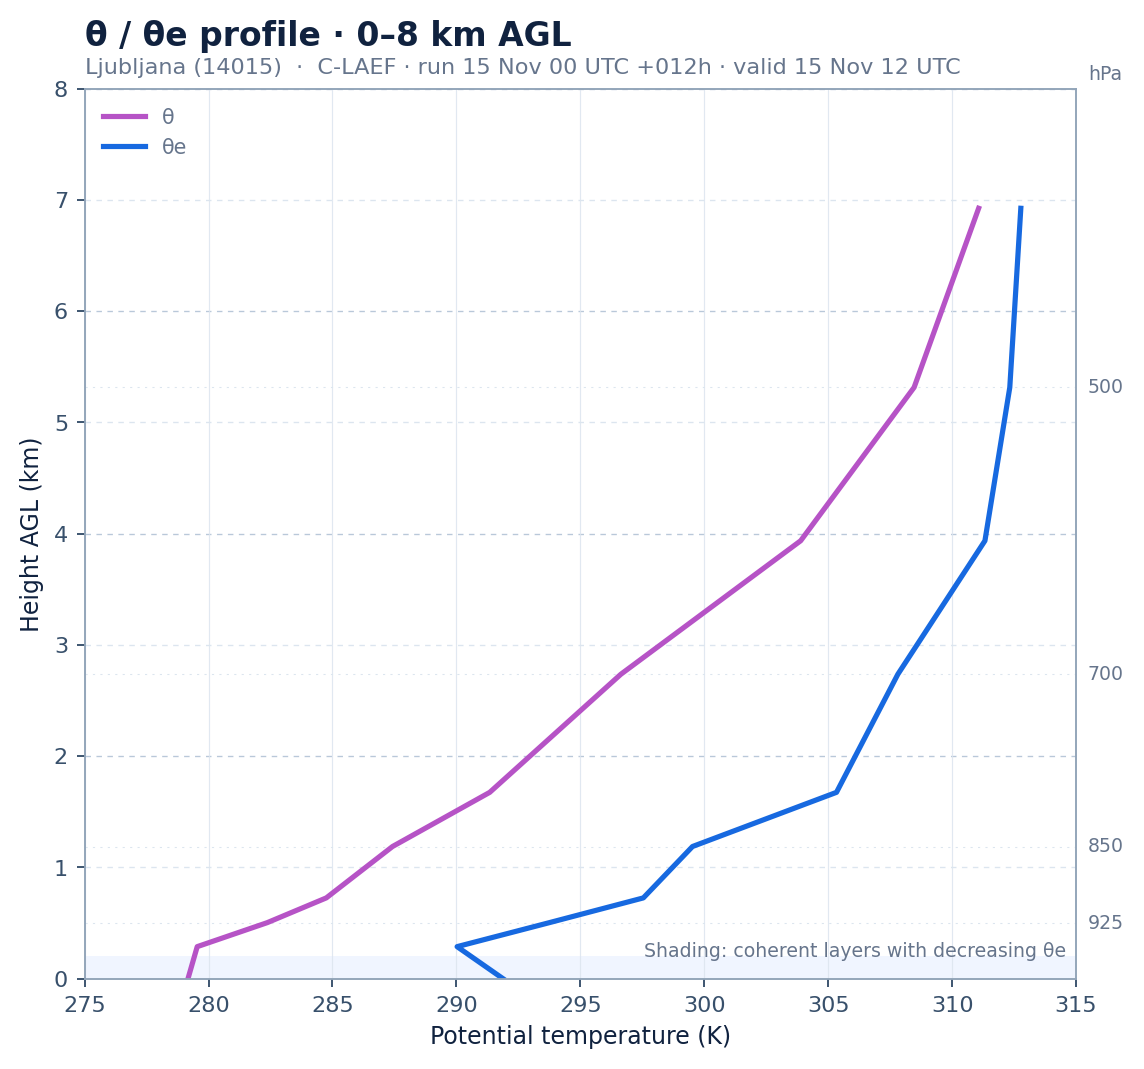 θ / θe profile · 0–8 km AGL
Ljubljana (14015) · C-LAEF · run 15 Nov 00 UTC +012h · valid 15 Nov 12 UTC
hPa
θ
θe
8
7
6
5
4
3
2
1
0
Height AGL (km)
500
700
850
925
Shading: coherent layers with decreasing θe
275 280 285 290 295 300 305 310 315
Potential temperature (K)